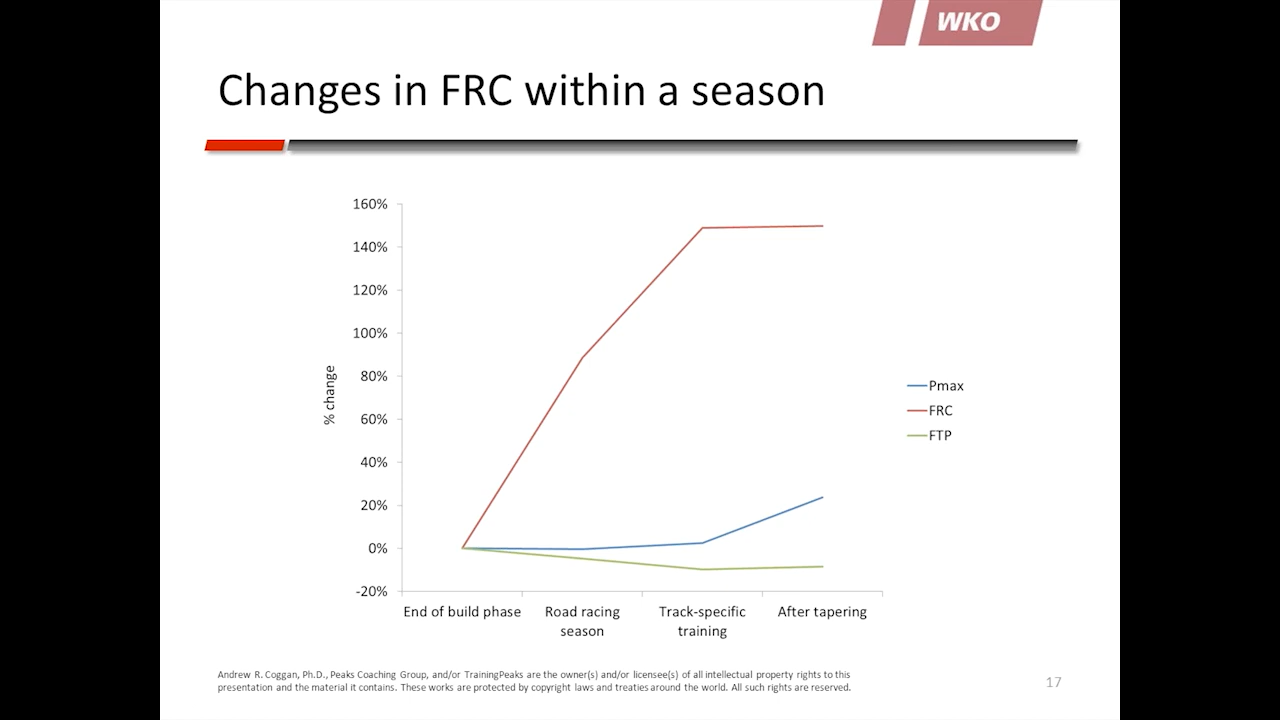 WKO
Changes in FRC within a season
160%
140%
120%
100%
80%
60%
40%
20%
0%
-20%
% change
End of build phase
Road racing
season
Track-specific
training
After tapering
Pmax
FRC
FTP
Andrew R. Coggan, Ph.D., Peaks Coaching Group, and/or TrainingPeaks are the owner(s) and/or licensee(s) of all intellectual property rights to this
presentation and the material it contains. These works are protected by copyright laws and treaties around the world. All such rights are reserved.
17